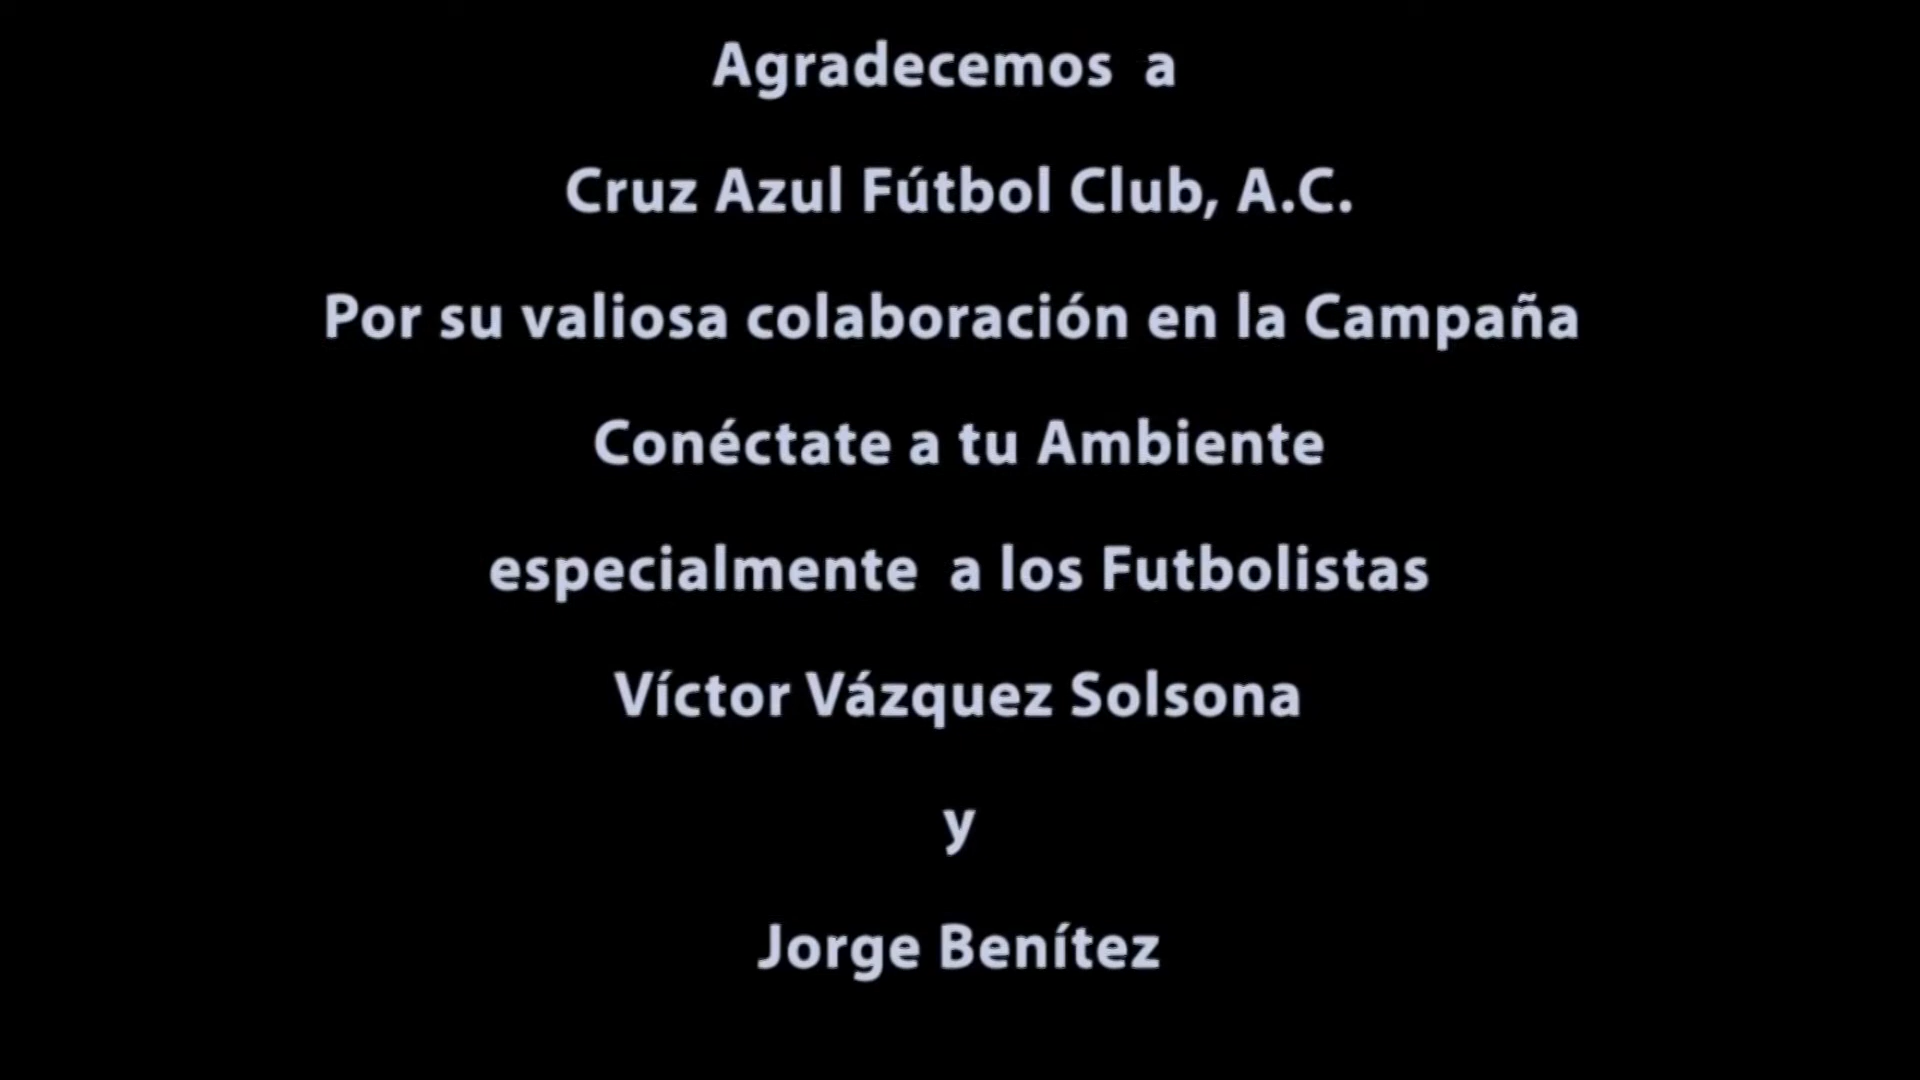 Agradecemos a
Cruz Azul Fútbol Club, A.C.
Por su valiosa colaboración en la Campaña
Conéctate a tu Ambiente
especialmente a los Futbolistas
Víctor Vázquez Solsona
y
Jorge Benítez